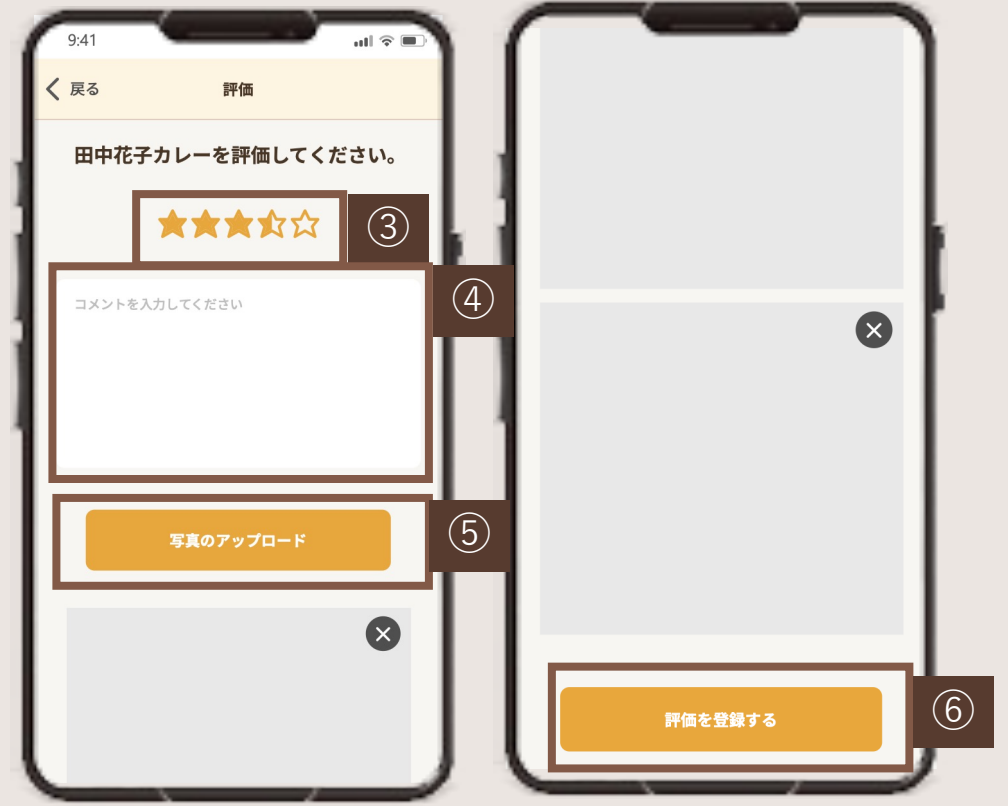 9:41
戻る
評価
田中花子カレーを評価してください。
③
コメントを入力してください
④
写真のアップロード
⑤
評価を登録する
⑥